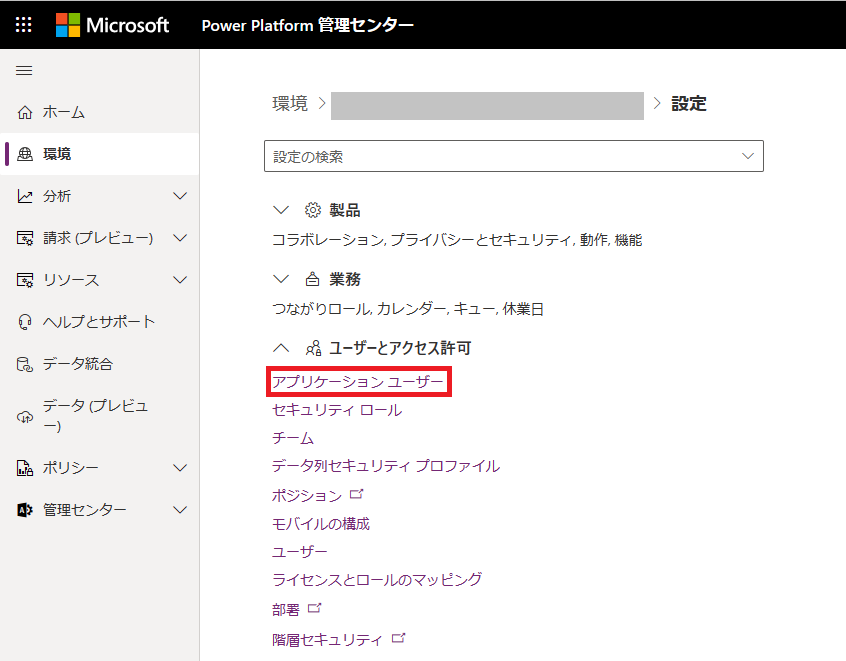 Microsoft Power Platform 管理センター
ホーム
環境
分析
請求 (プレビュー)
リソース
ヘルプとサポート
データ統合
データ (プレビュ
ー)
ポリシー
管理センター
環境 > > 設定
設定の検索
製品
コラボレーション, プライバシーとセキュリティ, 動作, 機能
業務
つながりロール, カレンダー, キュー, 休業日
ユーザーとアクセス許可
アプリケーション ユーザー
セキュリティ ロール
チーム
データ列セキュリティ プロファイル
ポジション
モバイルの構成
ユーザー
ライセンスとロールのマッピング
部署
階層セキュリティ